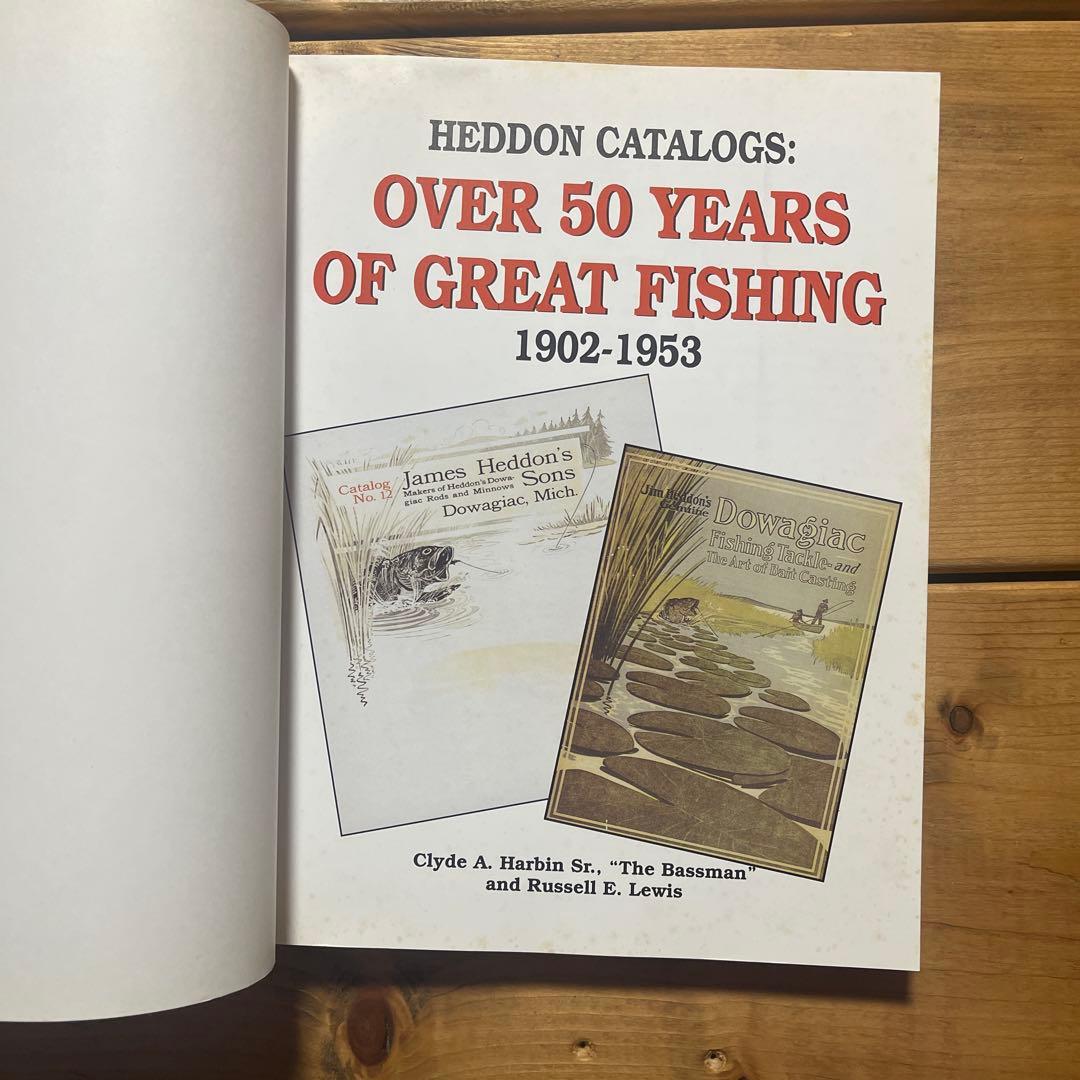 HEDDON CATALOGS:
OVER 50 YEARS
OF GREAT FISHING
1902-1953
Catalog
No. 12
James Heddon's
Makers of Heddon's Dowa-
giac Rods and Minnows
Sons
Dowagiac, Mich.
Jim Heddon's
Genuine
Dowagiac
Fishing Tackle - and
The Art of Bait Casting
Clyde A. Harbin Sr., “The Bassman”
and Russell E. Lewis